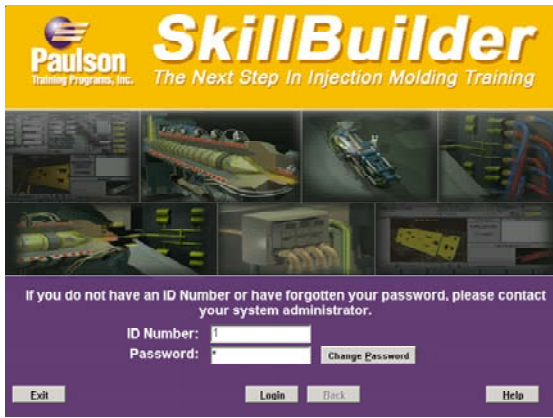 Paulson
Training Programs, Inc.
SkillBuilder
The Next Step In Injection Molding Training
If you do not have an ID Number or have forgotten your password, please contact
your system administrator.
ID Number: 1
Password: *
Change Password
Exit
Login
Back
Help